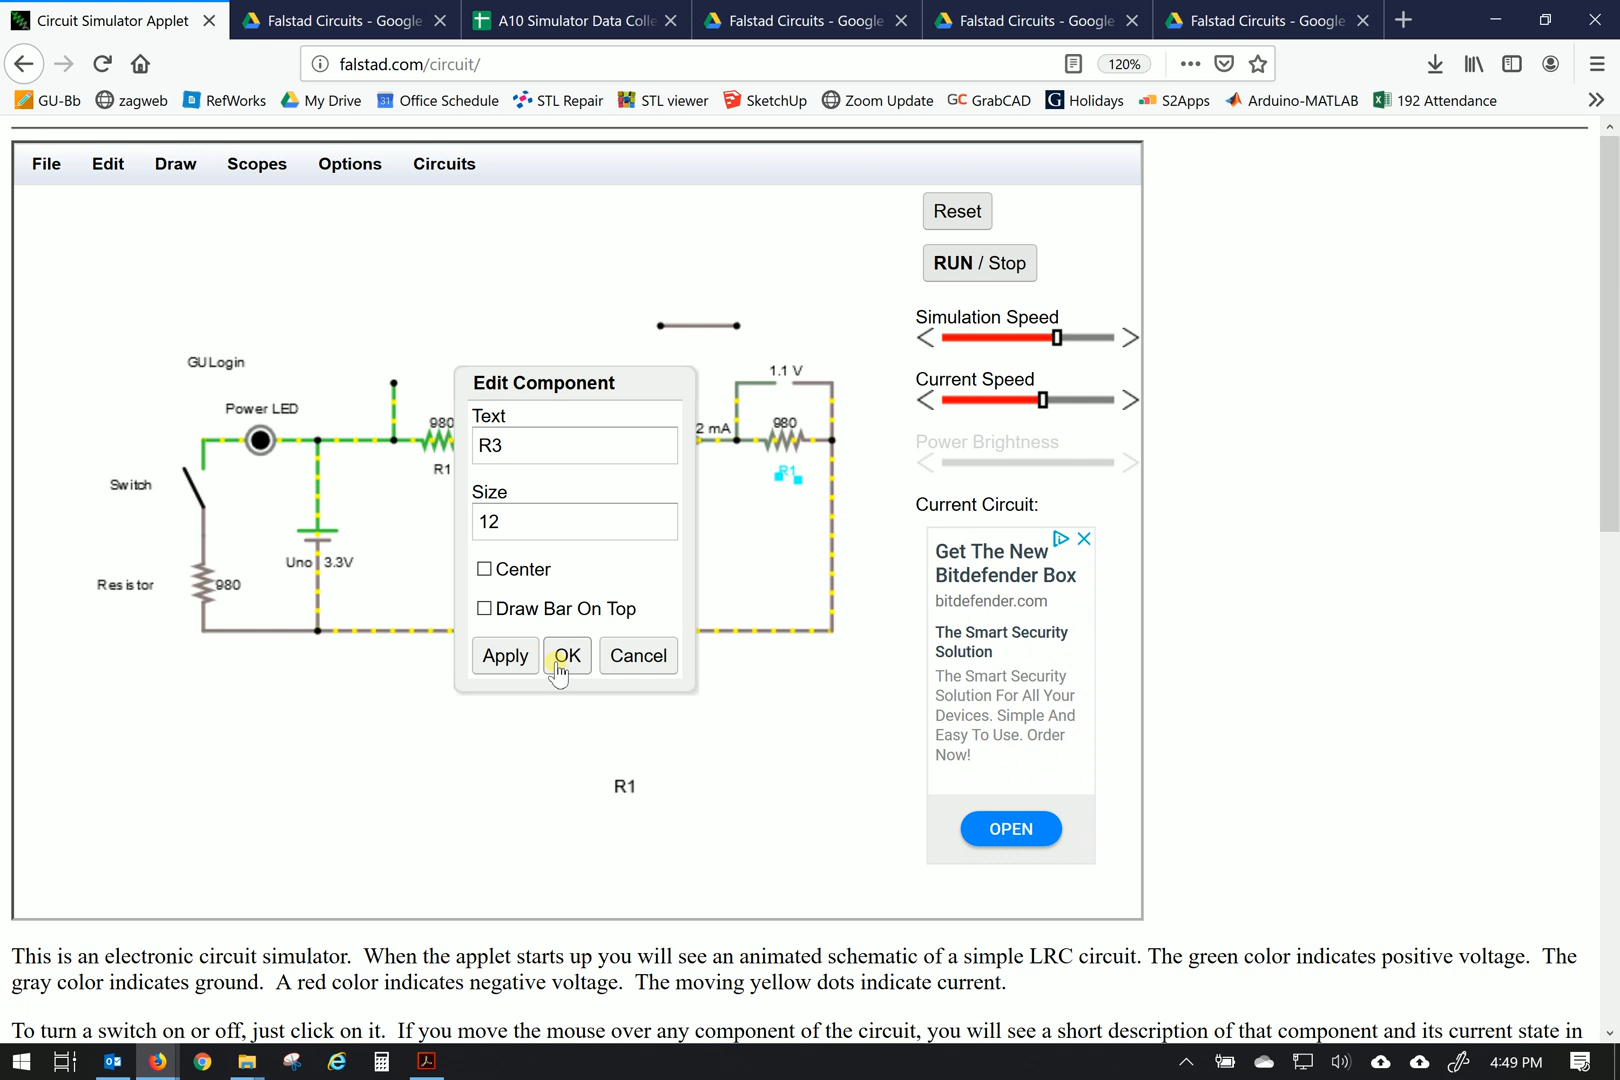 Circuit Simulator Applet
Falstad Circuits - Google
A10 Simulator Data Colle
Falstad Circuits - Google
Falstad Circuits - Google
Falstad Circuits - Google
falstad.com/circuit/
120%
GU-Bb
zagweb
RefWorks
My Drive
31
Office Schedule
STL Repair
STL viewer
SketchUp
Zoom Update
GC GrabCAD
G Holidays
S2Apps
Arduino-MATLAB
192 Attendance
File
Edit
Draw
Scopes
Options
Circuits
Reset
RUN / Stop
Simulation Speed
Current Speed
Power Brightness
Current Circuit:
GU Login
Power LED
Switch
Resistor
980
Uno
3.3V
980
R1
2 mA
1.1 V
980
R1
R1
Edit Component
Text
R3
Size
12
Center
Draw Bar On Top
Apply
OK
Cancel
Get The New
Bitdefender Box
bitdefender.com
The Smart Security
Solution
The Smart Security
Solution For All Your
Devices. Simple And
Easy To Use. Order
Now!
OPEN
This is an electronic circuit simulator.  When the applet starts up you will see an animated schematic of a simple LRC circuit. The green color indicates positive voltage.  The
gray color indicates ground.  A red color indicates negative voltage.  The moving yellow dots indicate current.
To turn a switch on or off, just click on it.  If you move the mouse over any component of the circuit, you will see a short description of that component and its current state in
4:49 PM